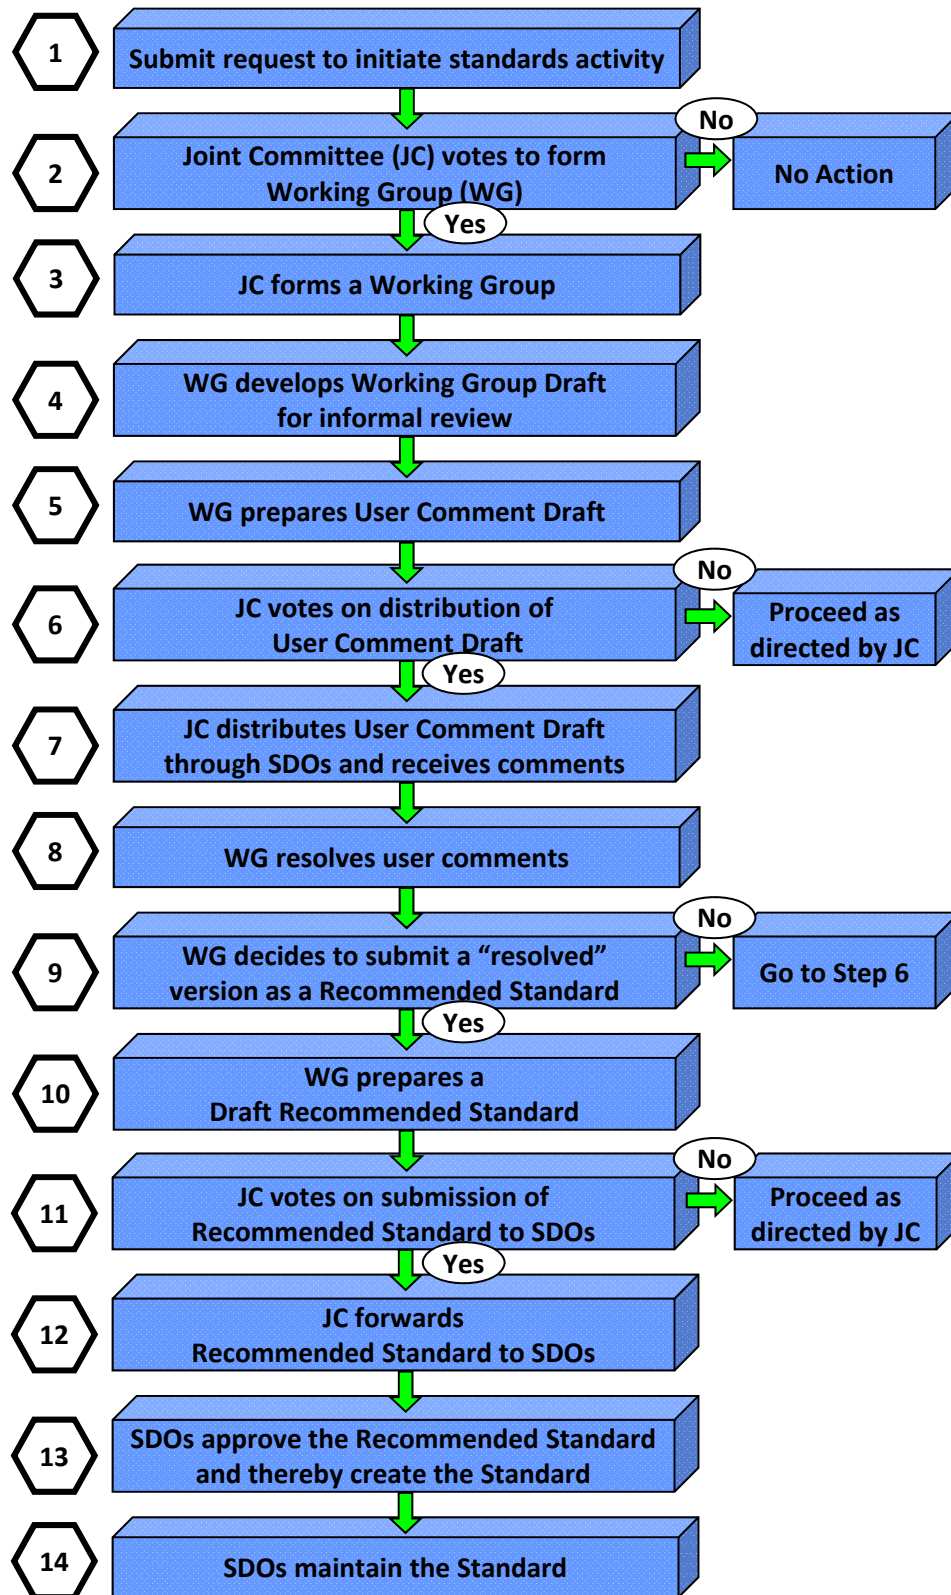 1
Submit request to initiate standards activity
No
2
Joint Committee (JC) votes to form
Working Group (WG)
No Action
Yes
3
JC forms a Working Group
4
WG develops Working Group Draft
for informal review
5
WG prepares User Comment Draft
No
6
JC votes on distribution of
User Comment Draft
Proceed as
directed by JC
Yes
7
JC distributes User Comment Draft
through SDOs and receives comments
8
WG resolves user comments
No
9
WG decides to submit a “resolved”
version as a Recommended Standard
Go to Step 6
Yes
10
WG prepares a
Draft Recommended Standard
No
11
JC votes on submission of
Recommended Standard to SDOs
Proceed as
directed by JC
Yes
12
JC forwards
Recommended Standard to SDOs
13
SDOs approve the Recommended Standard
and thereby create the Standard
14
SDOs maintain the Standard